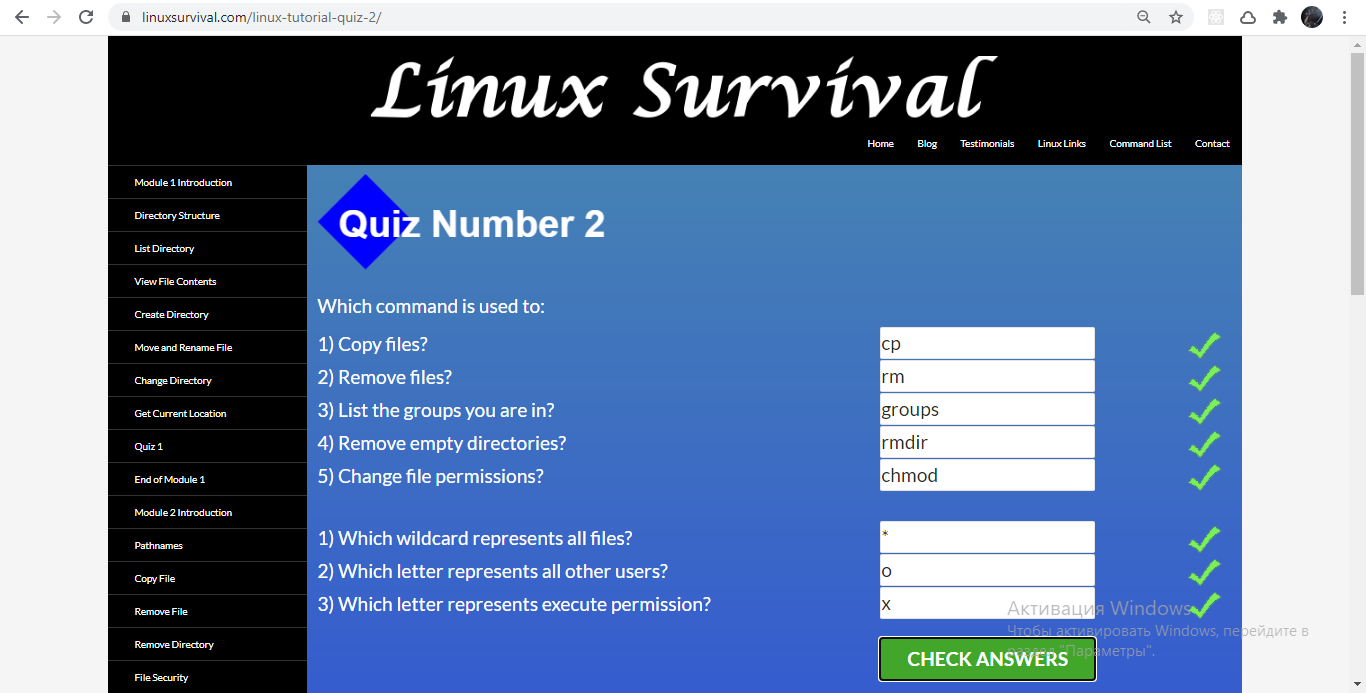 linuxsurvival.com/linux-tutorial-quiz-2/
Linux Survival
Home Blog Testimonials Linux Links Command List Contact
Module 1 Introduction
Directory Structure
List Directory
View File Contents
Create Directory
Move and Rename File
Change Directory
Get Current Location
Quiz 1
End of Module 1
Module 2 Introduction
Pathnames
Copy File
Remove File
Remove Directory
File Security
Quiz Number 2
Which command is used to:
1) Copy files? cp
2) Remove files? rm
3) List the groups you are in? groups
4) Remove empty directories? rmdir
5) Change file permissions? chmod
1) Which wildcard represents all files? *
2) Which letter represents all other users? o
3) Which letter represents execute permission? x
CHECK ANSWERS
Активация Windows
Чтобы активировать Windows, перейдите в
раздел "Параметры".